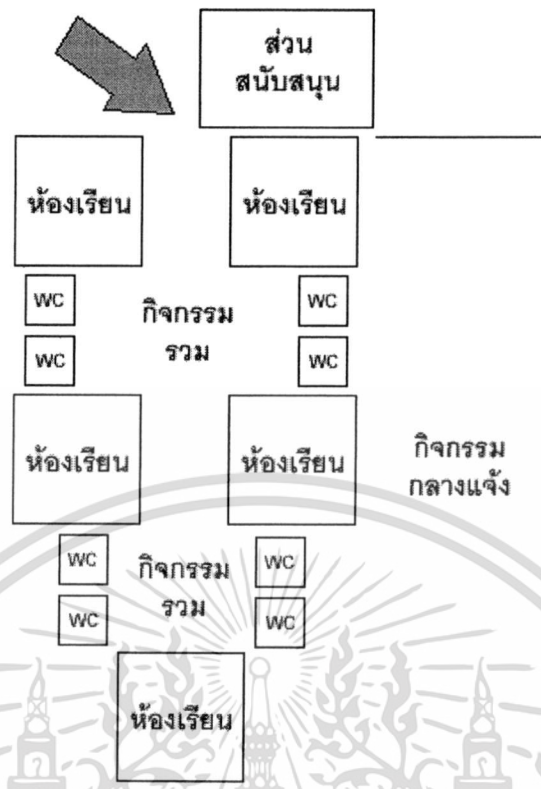 ส่วน
สนับสนุน
ห้องเรียน
ห้องเรียน
WC
WC
กิจกรรม
รวม
WC
WC
ห้องเรียน
ห้องเรียน
กิจกรรม
กลางแจ้ง
WC
WC
กิจกรรม
รวม
WC
WC
ห้องเรียน